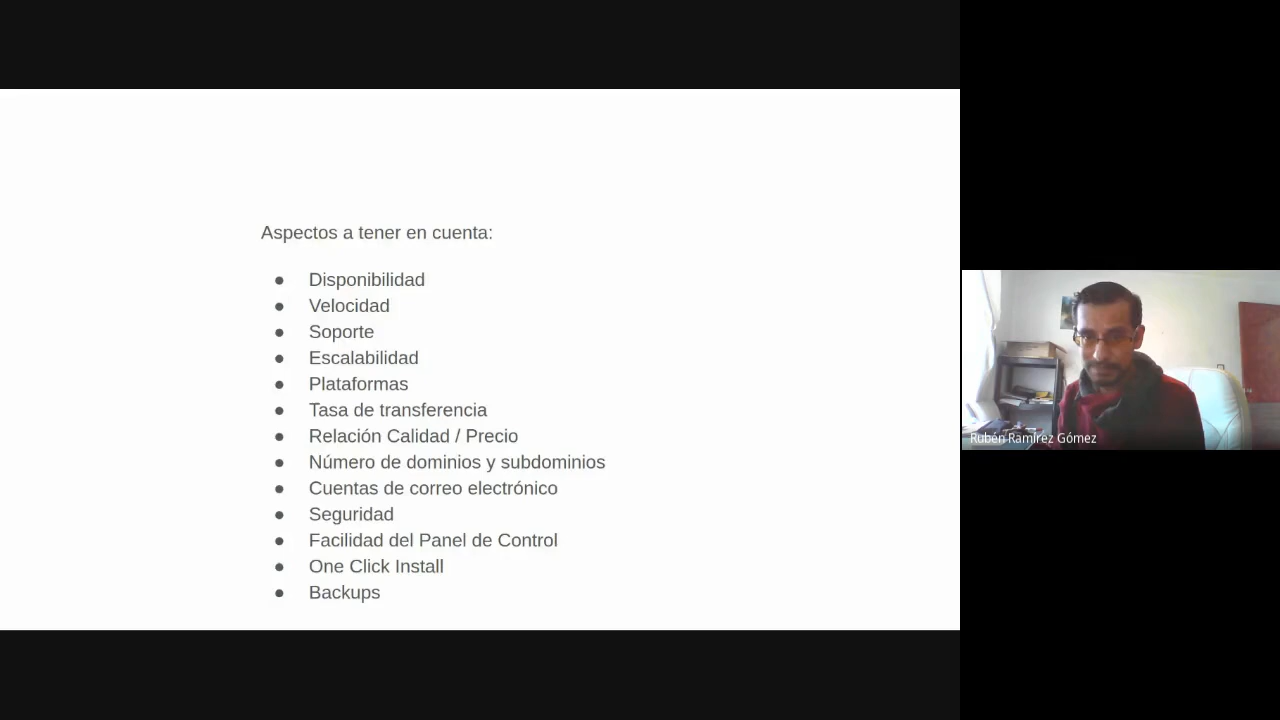 Aspectos a tener en cuenta:
● Disponibilidad
● Velocidad
● Soporte
● Escalabilidad
● Plataformas
● Tasa de transferencia
● Relación Calidad / Precio
● Número de dominios y subdominios
● Cuentas de correo electrónico
● Seguridad
● Facilidad del Panel de Control
● One Click Install
● Backups
Rubén Ramírez Gómez